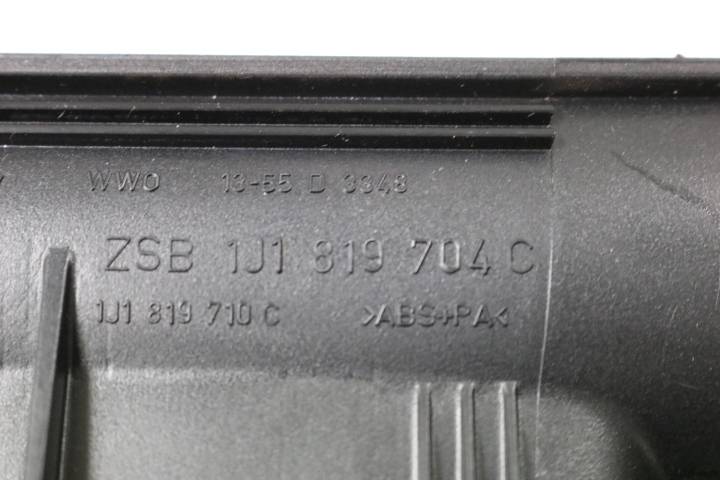 WWO 13-55 D 3348
ZSB 1J1 819 704 C
1J1 819 710 C >ABS+PA<